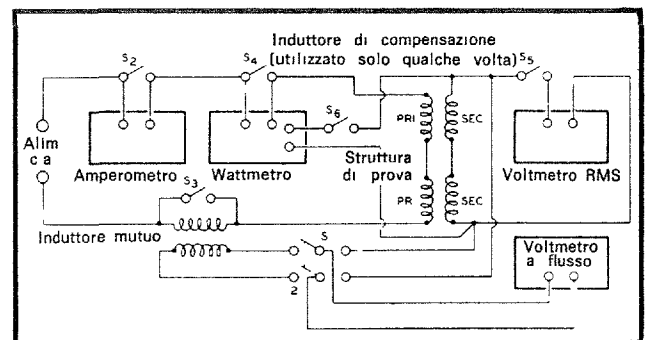 Induttore di compensazione
(utilizzato solo qualche volta)
S2
S4
S5
S6
PRI
SEC
Alim
c a
Amperometro
Wattmetro
Struttura
di prova
Voltmetro RMS
S3
PR
SEC
Induttore mutuo
S
Voltmetro
a flusso
2